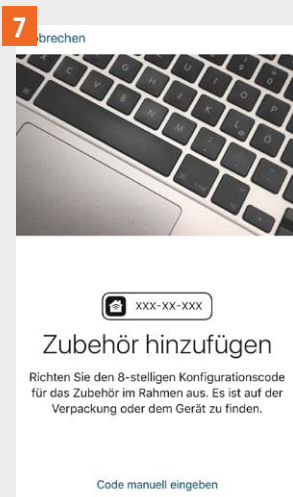 7
brechen
XXX-XX-XXX
Zubehör hinzufügen
Richten Sie den 8-stelligen Konfigurationscode
für das Zubehör im Rahmen aus. Es ist auf der
Verpackung oder dem Gerät zu finden.
Code manuell eingeben